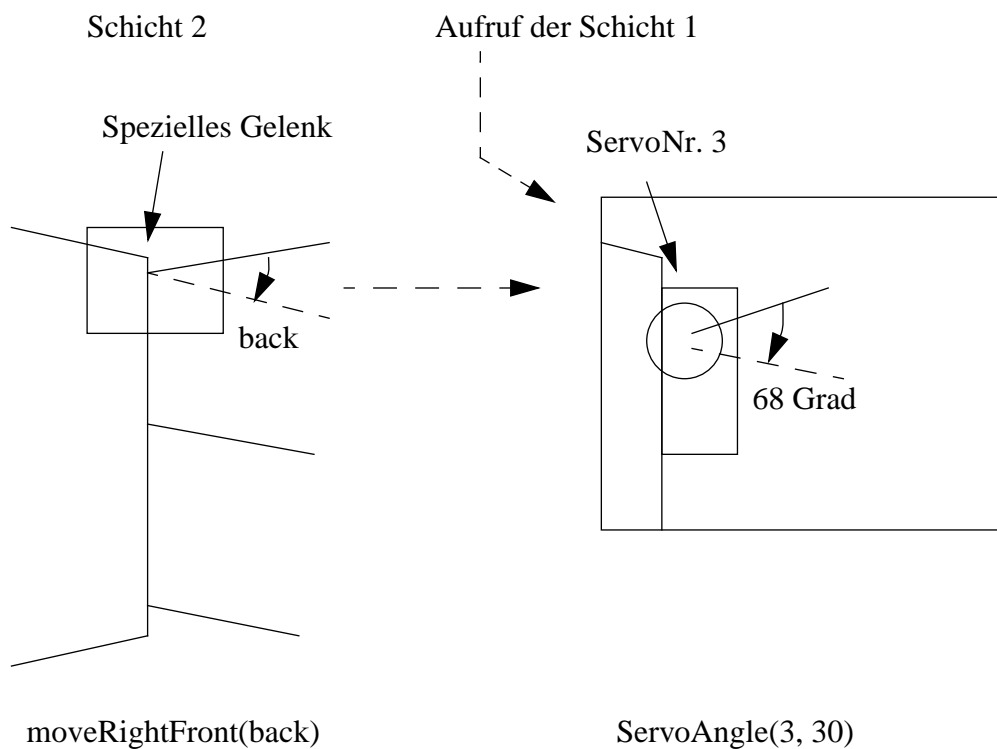 Schicht 2
Aufruf der Schicht 1
Spezielles Gelenk
ServoNr. 3
back
68 Grad
moveRightFront(back)
ServoAngle(3, 30)